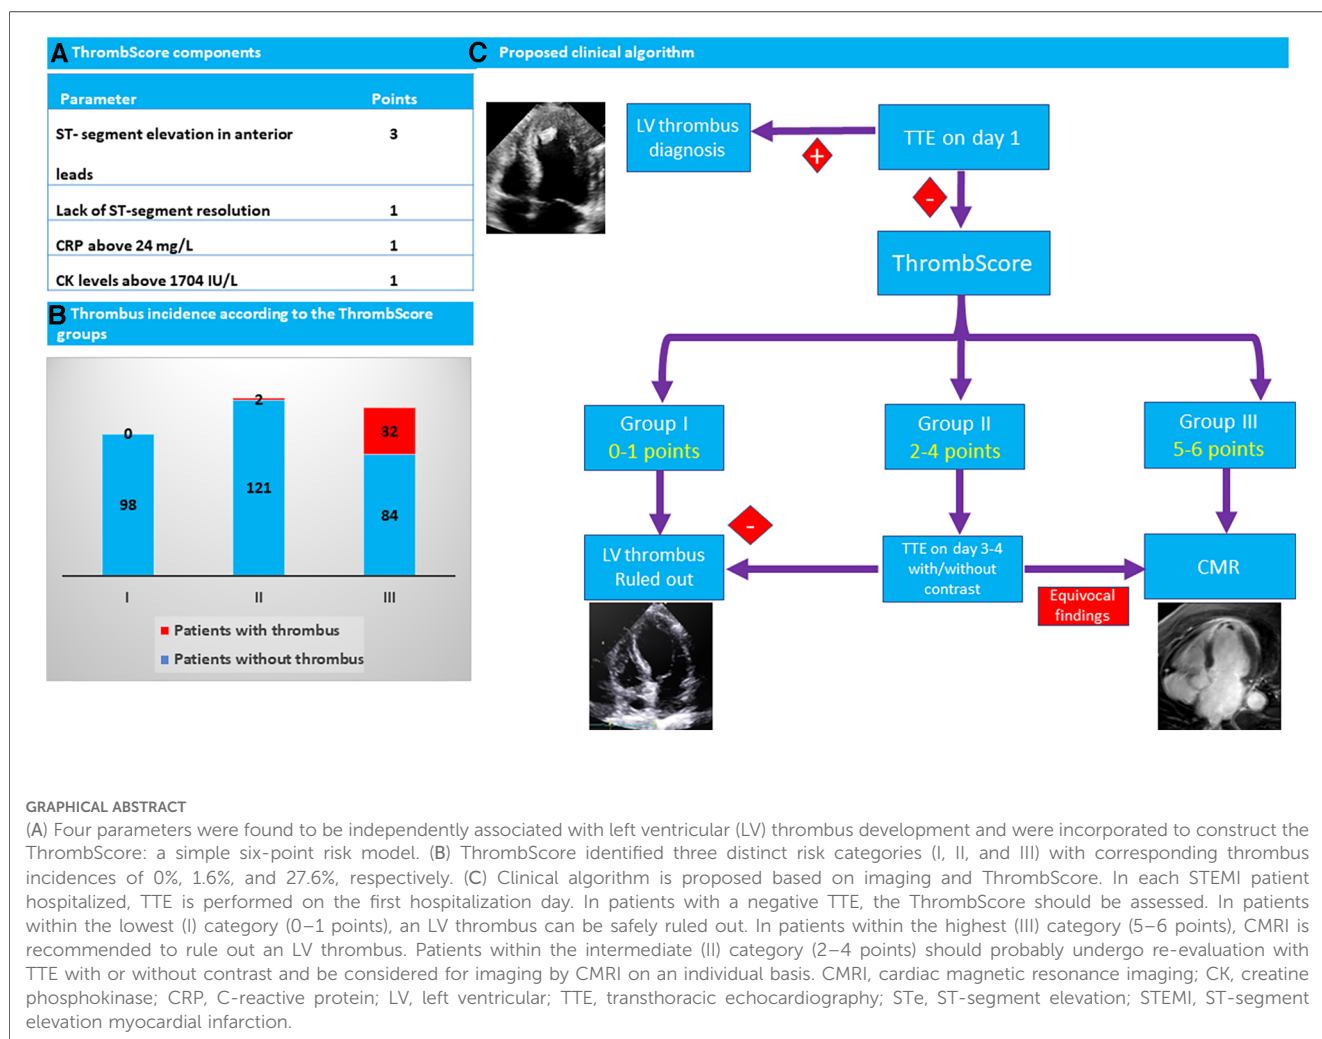 A ThrombScore components
Parameter Points
ST- segment elevation in anterior 3
leads
Lack of ST-segment resolution 1
CRP above 24 mg/L 1
CK levels above 1704 IU/L 1
B Thrombus incidence according to the ThrombScore
groups
0
98
2
121
32
84
I II III
Patients with thrombus
Patients without thrombus
C Proposed clinical algorithm
LV thrombus
diagnosis
+
TTE on day 1
-
ThrombScore
Group I
0-1 points
Group II
2-4 points
Group III
5-6 points
-
LV thrombus
Ruled out
TTE on day 3-4
with/without
contrast
Equivocal
findings
CMR
GRAPHICAL ABSTRACT
(A) Four parameters were found to be independently associated with left ventricular (LV) thrombus development and were incorporated to construct the
ThrombScore: a simple six-point risk model. (B) ThrombScore identified three distinct risk categories (I, II, and III) with corresponding thrombus
incidences of 0%, 1.6%, and 27.6%, respectively. (C) Clinical algorithm is proposed based on imaging and ThrombScore. In each STEMI patient
hospitalized, TTE is performed on the first hospitalization day. In patients with a negative TTE, the ThrombScore should be assessed. In patients
within the lowest (I) category (0–1 points), an LV thrombus can be safely ruled out. In patients within the highest (III) category (5–6 points), CMRI is
recommended to rule out an LV thrombus. Patients within the intermediate (II) category (2–4 points) should probably undergo re-evaluation with
TTE with or without contrast and be considered for imaging by CMRI on an individual basis. CMRI, cardiac magnetic resonance imaging; CK, creatine
phosphokinase; CRP, C-reactive protein; LV, left ventricular; TTE, transthoracic echocardiography; STe, ST-segment elevation; STEMI, ST-segment
elevation myocardial infarction.